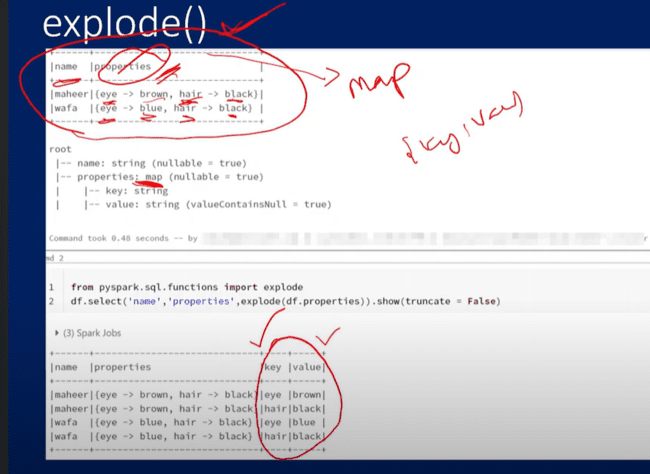 explode()
+------+-----------------------------+
|name |properties |
+------+-----------------------------+
|maheer|{eye -> brown, hair -> black}|
|wafa |{eye -> blue, hair -> black} |
+------+-----------------------------+
map
{key:
root
|-- name: string (nullable = true)
|-- properties: map (nullable = true)
| |-- key: string
| |-- value: string (valueContainsNull = true)
Command took 0.48 seconds -- by
md 2
1 from pyspark.sql.functions import explode
2 df.select('name','properties',explode(df.properties)).show(truncate = False)
(3) Spark Jobs
+------+-----------------------------+----+-----+
|name |properties |key |value|
+------+-----------------------------+----+-----+
|maheer|{eye -> brown, hair -> black}|eye |brown|
|maheer|{eye -> brown, hair -> black}|hair|black|
|wafa |{eye -> blue, hair -> black} |eye |blue |
|wafa |{eye -> blue, hair -> black} |hair|black|
+------+-----------------------------+----+-----+